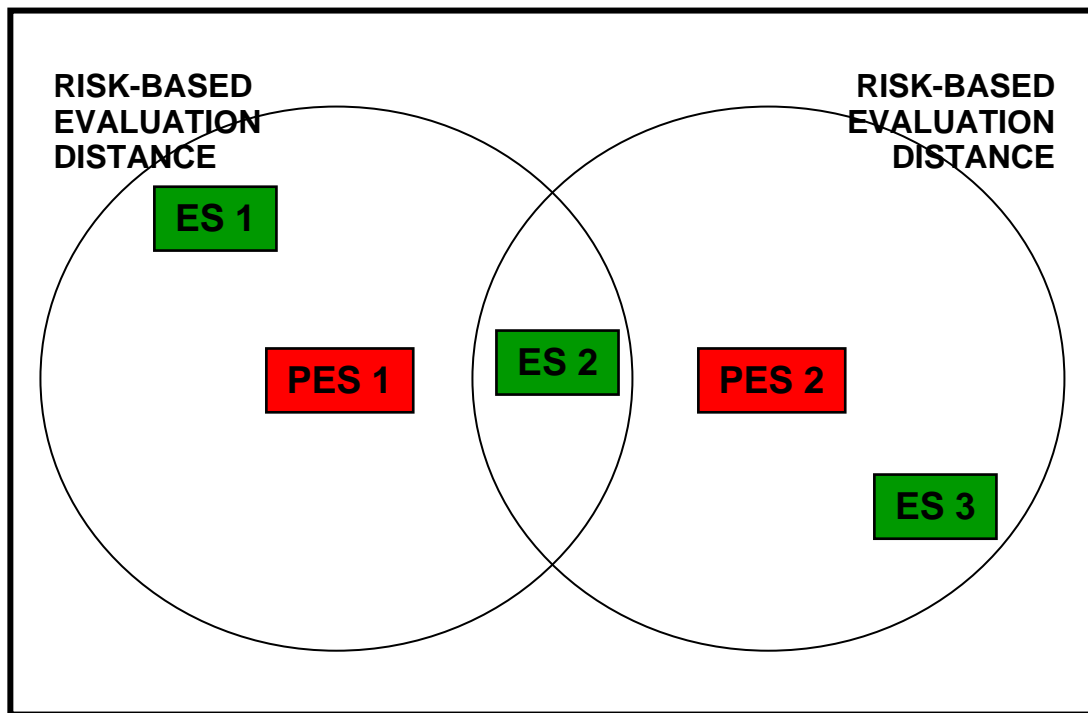 RISK-BASED
EVALUATION
DISTANCE
RISK-BASED
EVALUATION
DISTANCE
ES 1
ES 2
PES 1
PES 2
ES 3